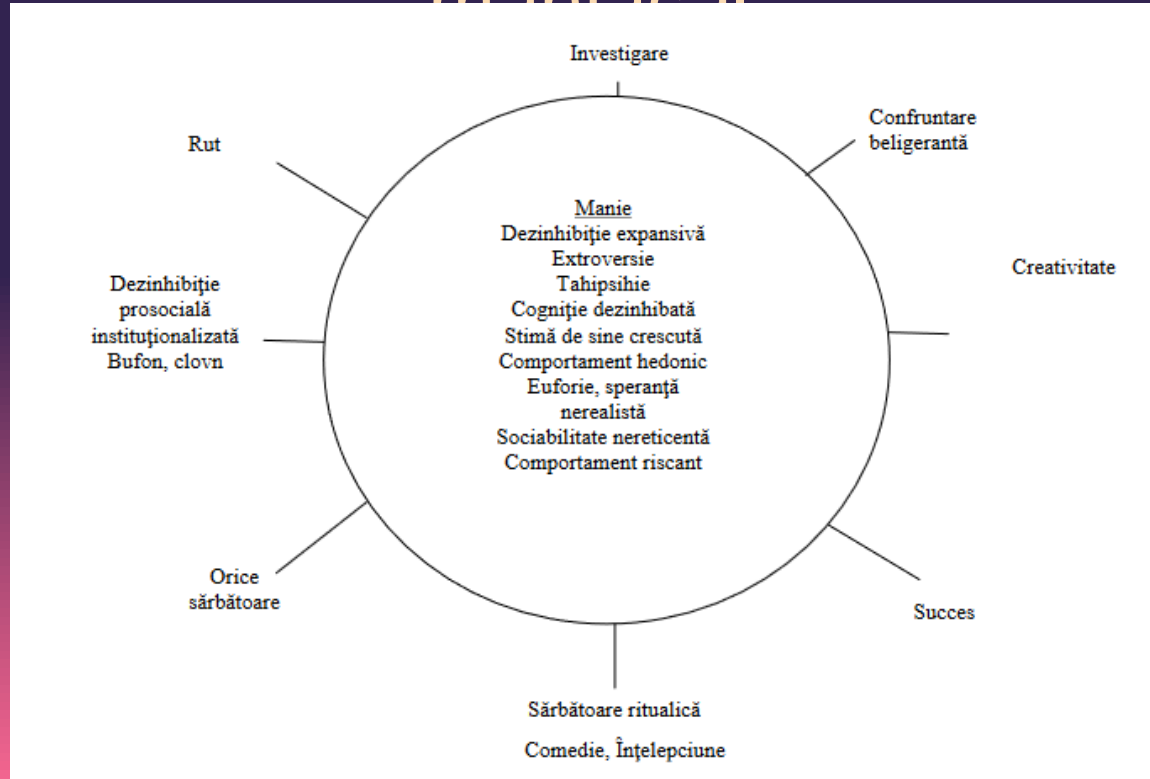 Investigare
Confruntare
beligerantă
Rut
Manie
Dezinhibiţie expansivă
Extroversie
Tahipsihie
Cogniţie dezinhibată
Stimă de sine crescută
Comportament hedonic
Euforie, speranţă
nerealistă
Sociabilitate nereticentă
Comportament riscant
Creativitate
Dezinhibiţie
prosocială
instituţionalizată
Bufon, clovn
Orice
sărbătoare
Succes
Sărbătoare ritualică
Comedie, Înţelepciune